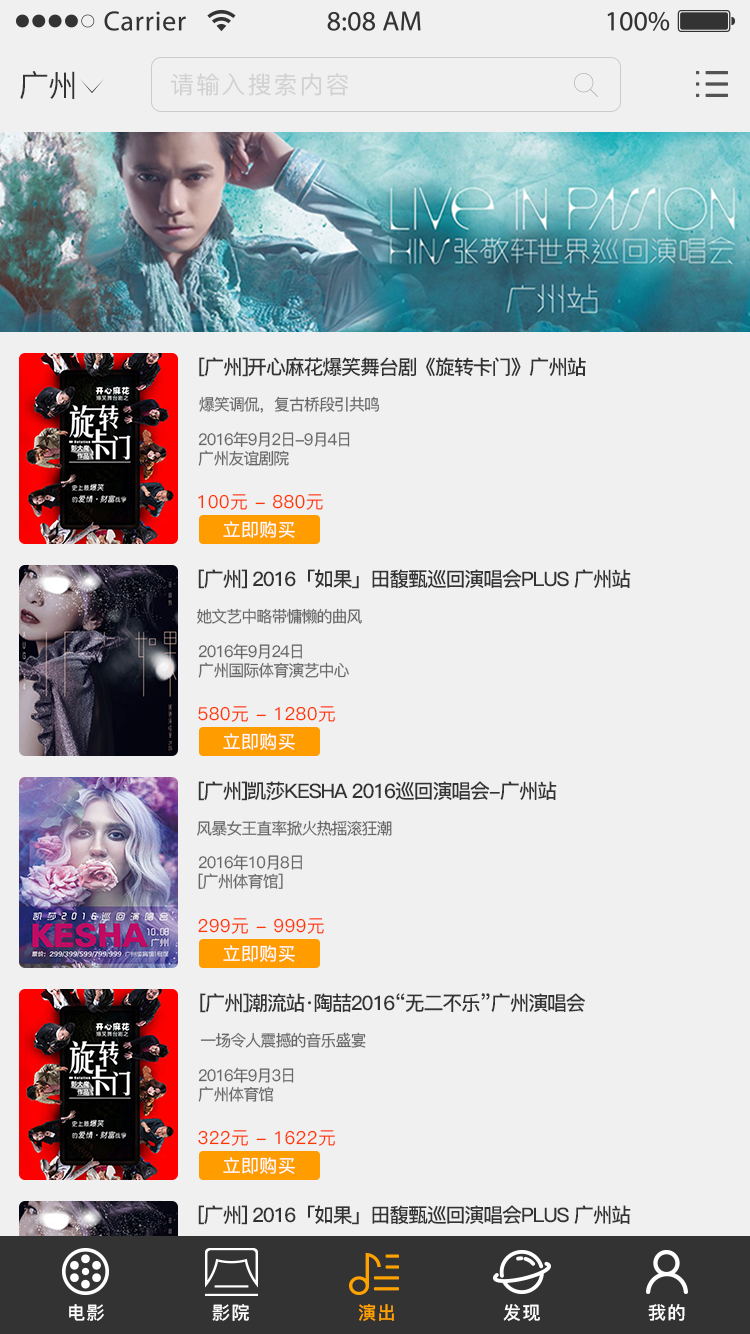 Carrier 8:08 AM 100%
广州 请输入搜索内容
LIVE IN PASSION
HINS张敬轩世界巡回演唱会
广州站
开心麻花
爆笑舞台剧之
旋转
卡门
彭大魔
作品
史上最爆笑
的爱情·财富战争
[广州]开心麻花爆笑舞台剧《旋转卡门》广州站
爆笑调侃，复古桥段引共鸣
2016年9月2日-9月4日
广州友谊剧院
100元 - 880元
立即购买
如果
[广州] 2016「如果」田馥甄巡回演唱会PLUS 广州站
她文艺中略带慵懒的曲风
2016年9月24日
广州国际体育演艺中心
580元 - 1280元
立即购买
凯莎2016巡回演唱会
KESHA
10.08
广州
票价：299/399/599/799/999
[广州]凯莎KESHA 2016巡回演唱会-广州站
风暴女王直率掀火热摇滚狂潮
2016年10月8日
[广州体育馆]
299元 - 999元
立即购买
开心麻花
爆笑舞台剧之
旋转
卡门
彭大魔
作品
史上最爆笑
的爱情·财富战争
[广州]潮流站·陶喆2016“无二不乐”广州演唱会
一场令人震撼的音乐盛宴
2016年9月3日
广州体育馆
322元 - 1622元
立即购买
[广州] 2016「如果」田馥甄巡回演唱会PLUS 广州站
电影 影院 演出 发现 我的